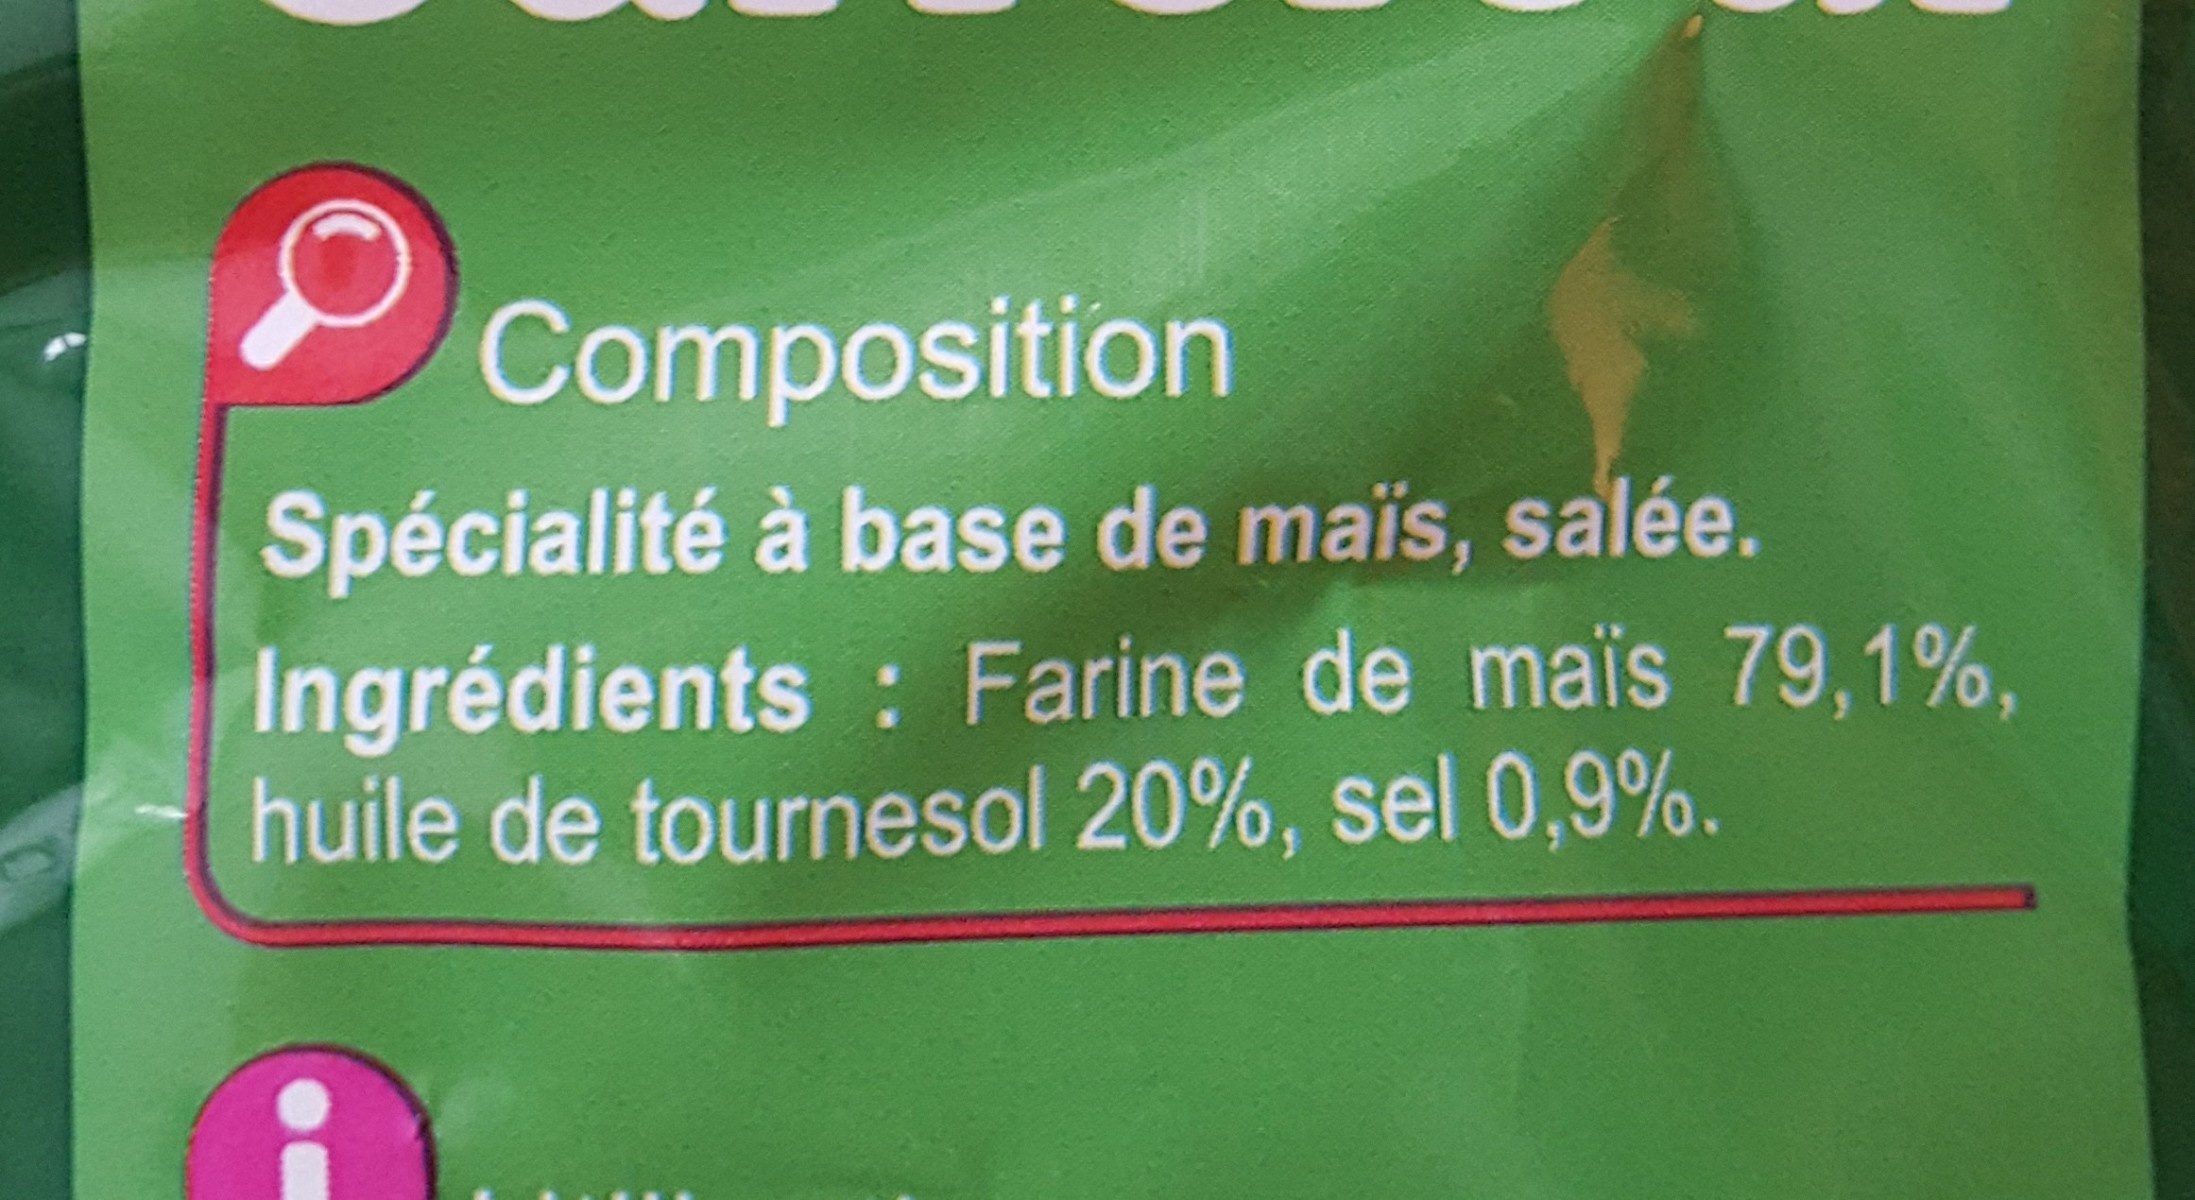 Composition
Spécialité à base de maïs, salée.
Ingrédients : Farine de maïs 79,1%,
huile de tournesol 20%, sel 0,9%.